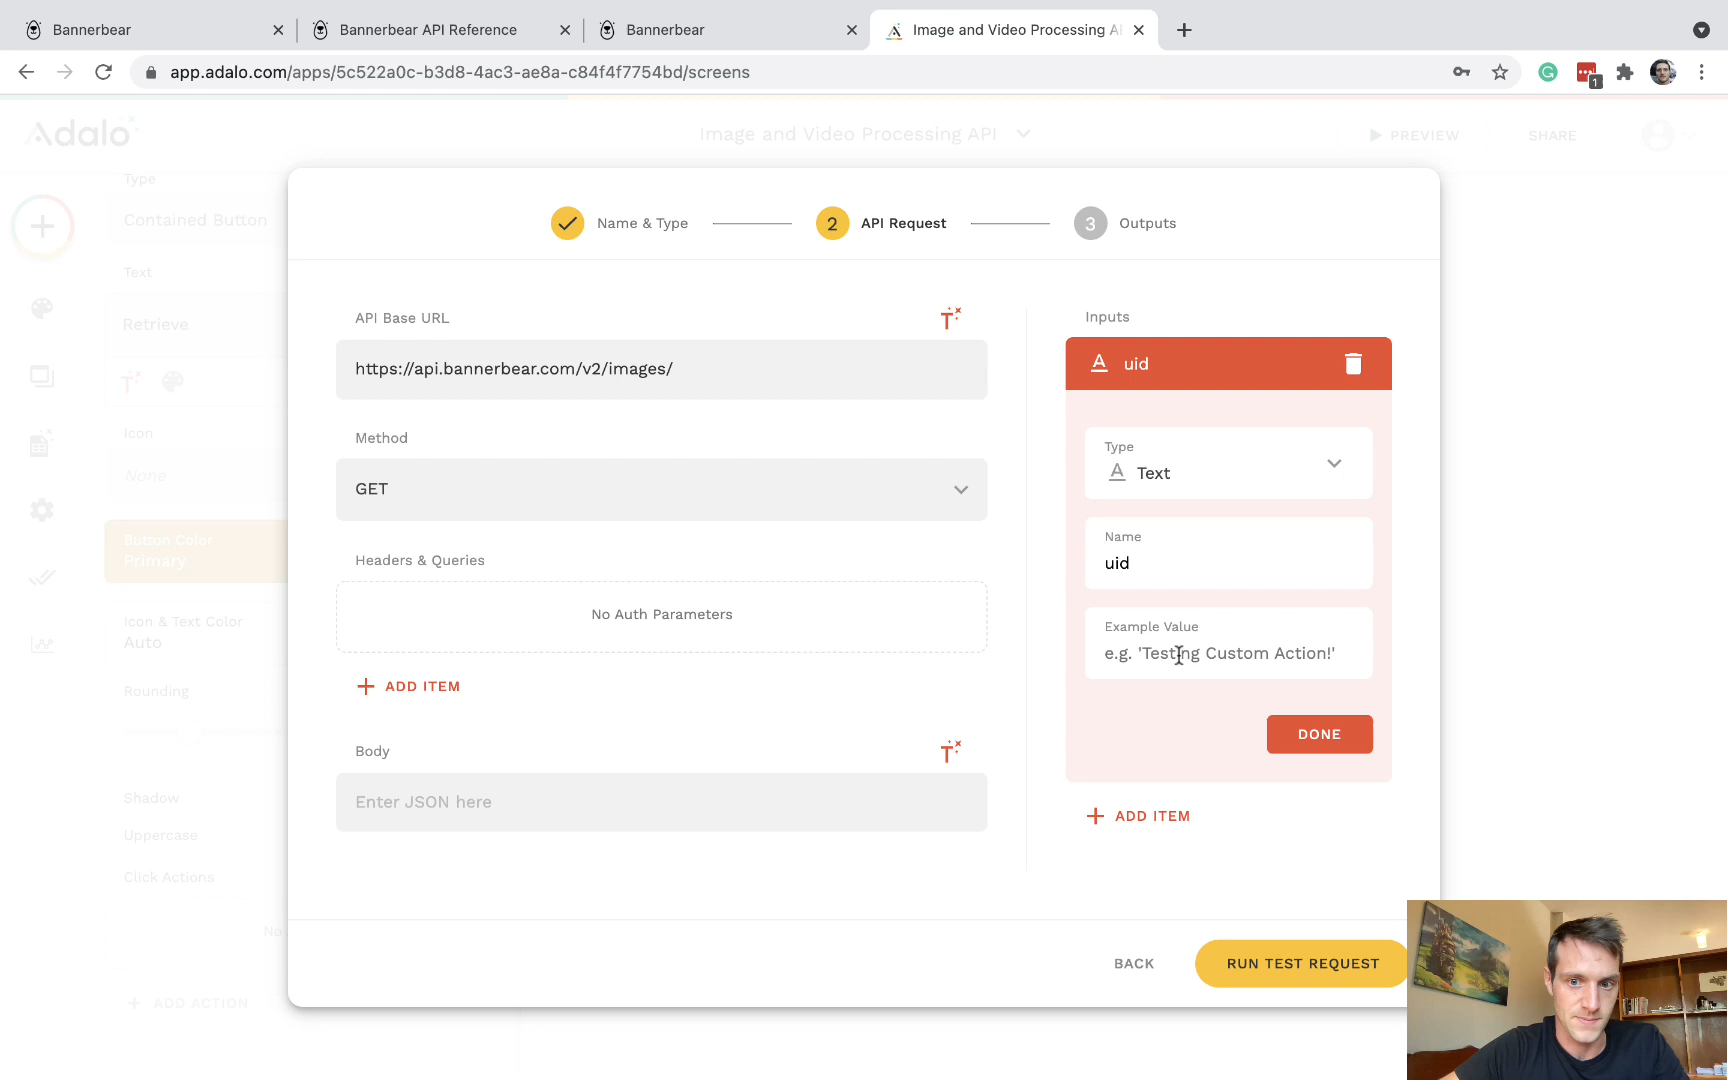 Bannerbear
Bannerbear API Reference
Bannerbear
Image and Video Processing AI
app.adalo.com/apps/5c522a0c-b3d8-4ac3-ae8a-c84f4f7754bd/screens
1
Adalo
Image and Video Processing API
PREVIEW
SHARE
Type
Contained Button
Text
Retrieve
Icon
None
Button Color
Primary
Icon & Text Color
Auto
Rounding
Shadow
Uppercase
Click Actions
No
ADD ACTION
Name & Type
2
API Request
3
Outputs
API Base URL
https://api.bannerbear.com/v2/images/
Method
GET
Headers & Queries
No Auth Parameters
ADD ITEM
Body
Enter JSON here
Inputs
uid
Type
Text
Name
uid
Example Value
e.g. 'Testing Custom Action!'
DONE
ADD ITEM
BACK
RUN TEST REQUEST